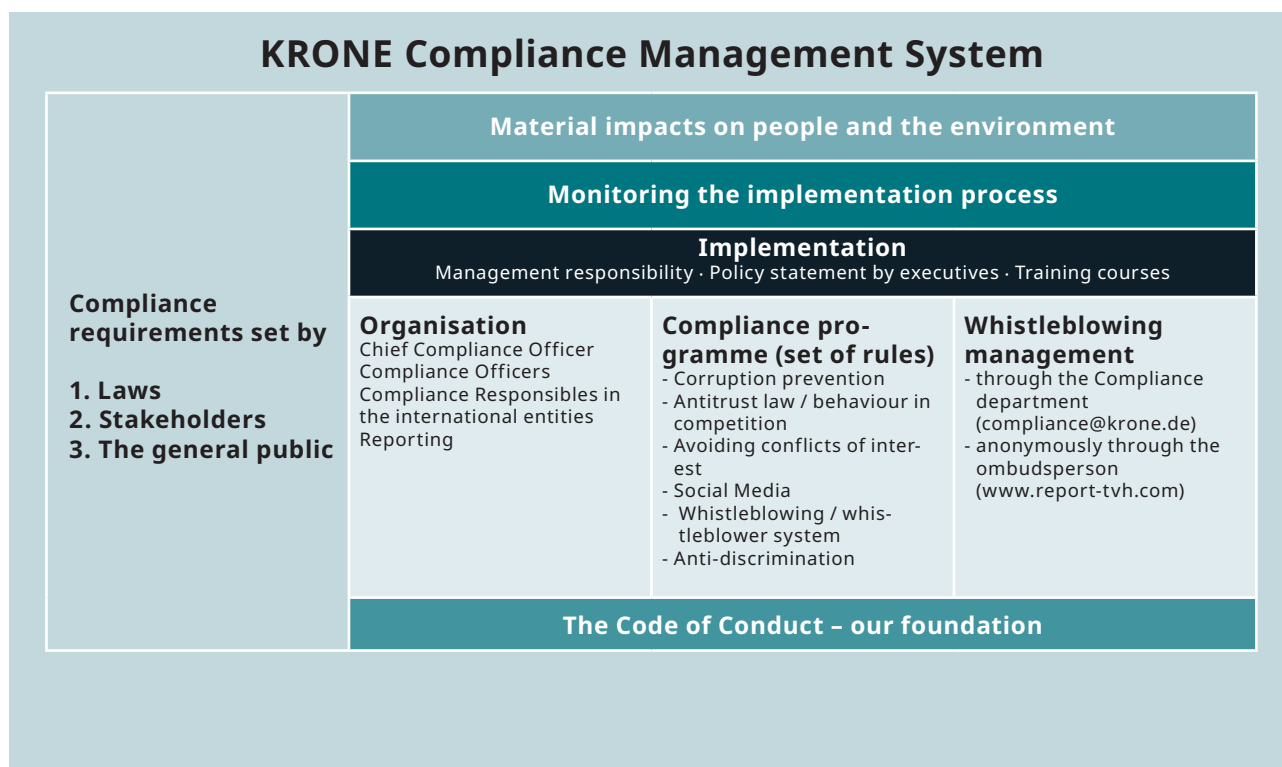 KRONE Compliance Management System
Material impacts on people and the environment
Monitoring the implementation process
Implementation
Management responsibility · Policy statement by executives · Training courses
Compliance
requirements set by
1. Laws
2. Stakeholders
3. The general public
Organisation
Chief Compliance Officer
Compliance Officers
Compliance Responsibles in
the international entities
Reporting
Compliance pro-
gramme (set of rules)
- Corruption prevention
- Antitrust law / behaviour in
competition
- Avoiding conflicts of inter-
est
- Social Media
- Whistleblowing / whis-
tleblower system
- Anti-discrimination
Whistleblowing
management
- through the Compliance
department
(compliance@krone.de)
- anonymously through the
ombudsperson
(www.report-tvh.com)
The Code of Conduct – our foundation